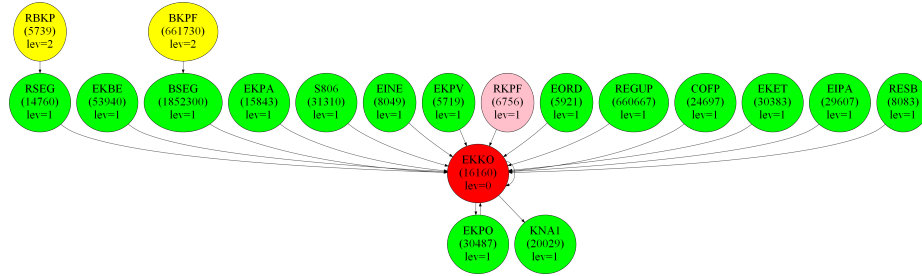 RBKP
(5739)
lev=2
BKPF
(661730)
lev=2
RSEG
(14760)
lev=1
EKBE
(53940)
lev=1
BSEG
(1852300)
lev=1
EKPA
(15843)
lev=1
S806
(31310)
lev=1
EINE
(8049)
lev=1
EKPV
(5719)
lev=1
RKPF
(6756)
lev=1
EORD
(5921)
lev=1
REGUP
(660667)
lev=1
COFP
(24697)
lev=1
EKET
(30383)
lev=1
EIPA
(29607)
lev=1
RESB
(8083)
lev=1
EKKO
(16160)
lev=0
EKPO
(30487)
lev=1
KNA1
(20029)
lev=1